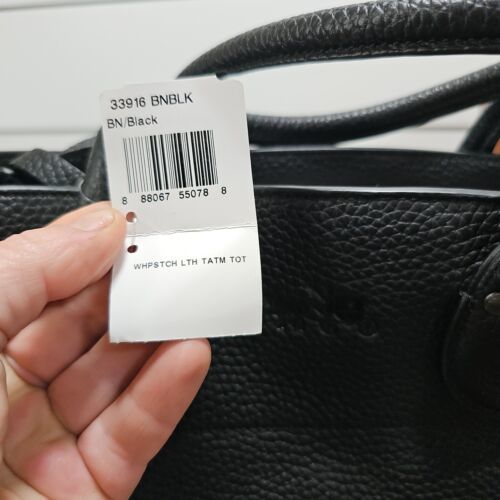 33916 BNBLK
BN/Black
8 88067 55078 8
WHPSTCH LTH TATM TOT